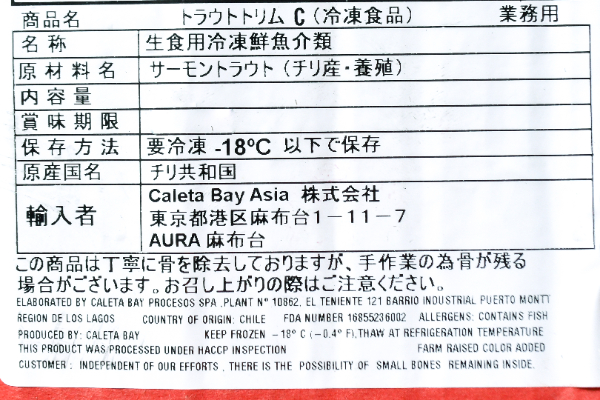 商品名 トラウトトリム C（冷凍食品） 業務用
名称 生食用冷凍鮮魚介類
原材料名 サーモントラウト（チリ産・養殖）
内容量
賞味期限
保存方法 要冷凍 -18ºC 以下で保存
原産国名 チリ共和国
輸入者 Caleta Bay Asia 株式会社
東京都港区麻布台1－11－7
AURA 麻布台
この商品は丁寧に骨を除去しておりますが、手作業の為骨が残る
場合がございます。お召し上がりの際はご注意ください。
ELABORATED BY CALETA BAY PROCESOS SPA .PLANT Nº 10862, EL TENIENTE 121 BARRIO INDUSTRIAL PUERTO MONTT
REGION DE LOS LAGOS COUNTRY OF ORIGIN: CHILE FDA NUMBER 16855236002 ALLERGENS: CONTAINS FISH
PRODUCED BY: CALETA BAY KEEP FROZEN －18º C (－0.4º F),THAW AT REFRIGERATION TEMPERATURE
THIS PRODUCT WAS PROCESSED UNDER HACCP INSPECTION FARM RAISED COLOR ADDED
CUSTOMER : INDEPENDENT OF OUR EFFORTS , THERE IS THE POSSIBILITY OF SMALL BONES REMAINING INSIDE.